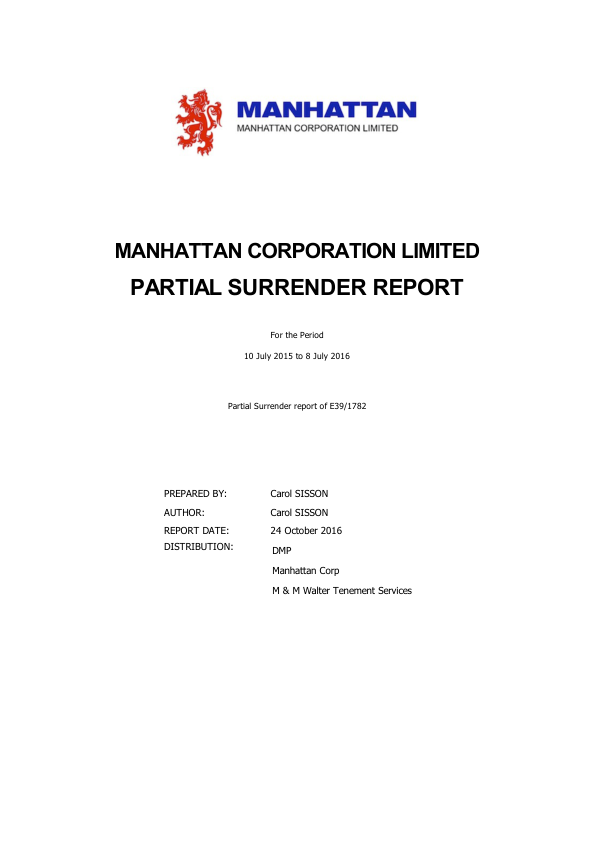 MANHATTAN
MANHATTAN CORPORATION LIMITED
MANHATTAN CORPORATION LIMITED
PARTIAL SURRENDER REPORT
For the Period
10 July 2015 to 8 July 2016
Partial Surrender report of E39/1782
PREPARED BY: Carol SISSON
AUTHOR: Carol SISSON
REPORT DATE: 24 October 2016
DISTRIBUTION: DMP
Manhattan Corp
M & M Walter Tenement Services